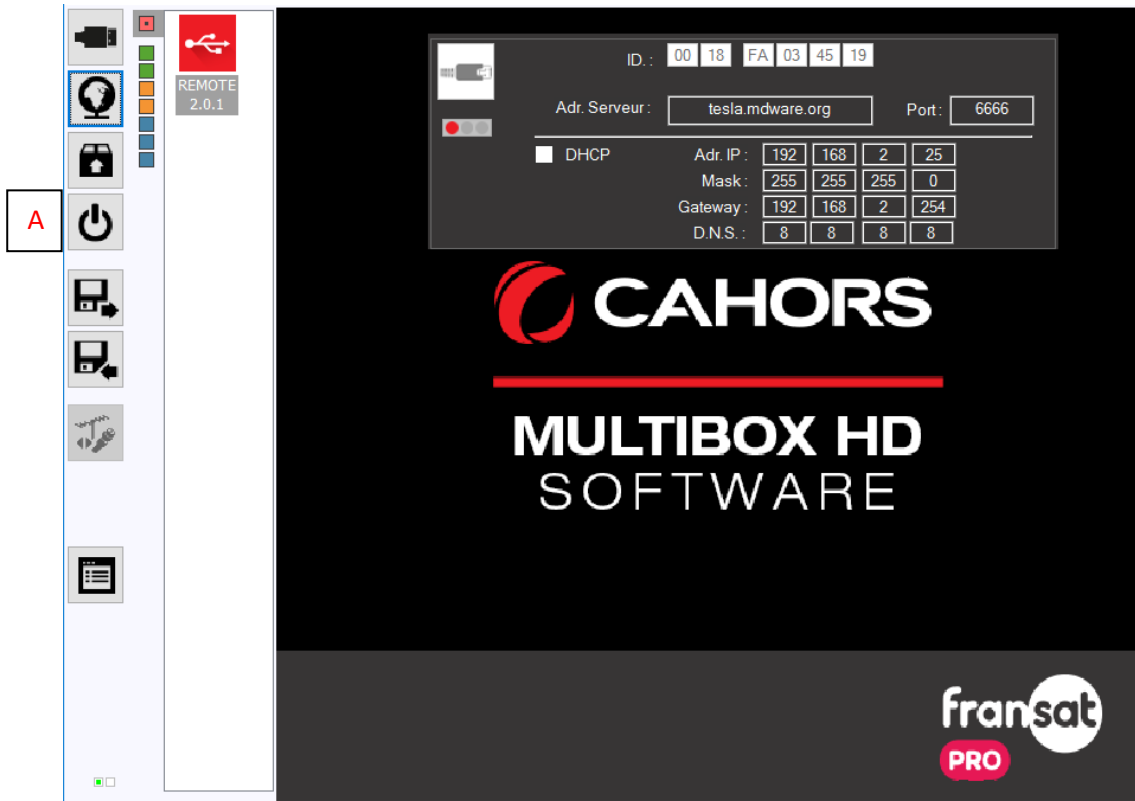 REMOTE
2.0.1
A
ID. : 00 18 FA 03 45 19
Adr. Serveur : tesla.mdware.org Port : 6666
DHCP Adr. IP : 192 168 2 25
Mask : 255 255 255 0
Gateway : 192 168 2 254
D.N.S. : 8 8 8 8
CAHORS
MULTIBOX HD
SOFTWARE
fransat
PRO